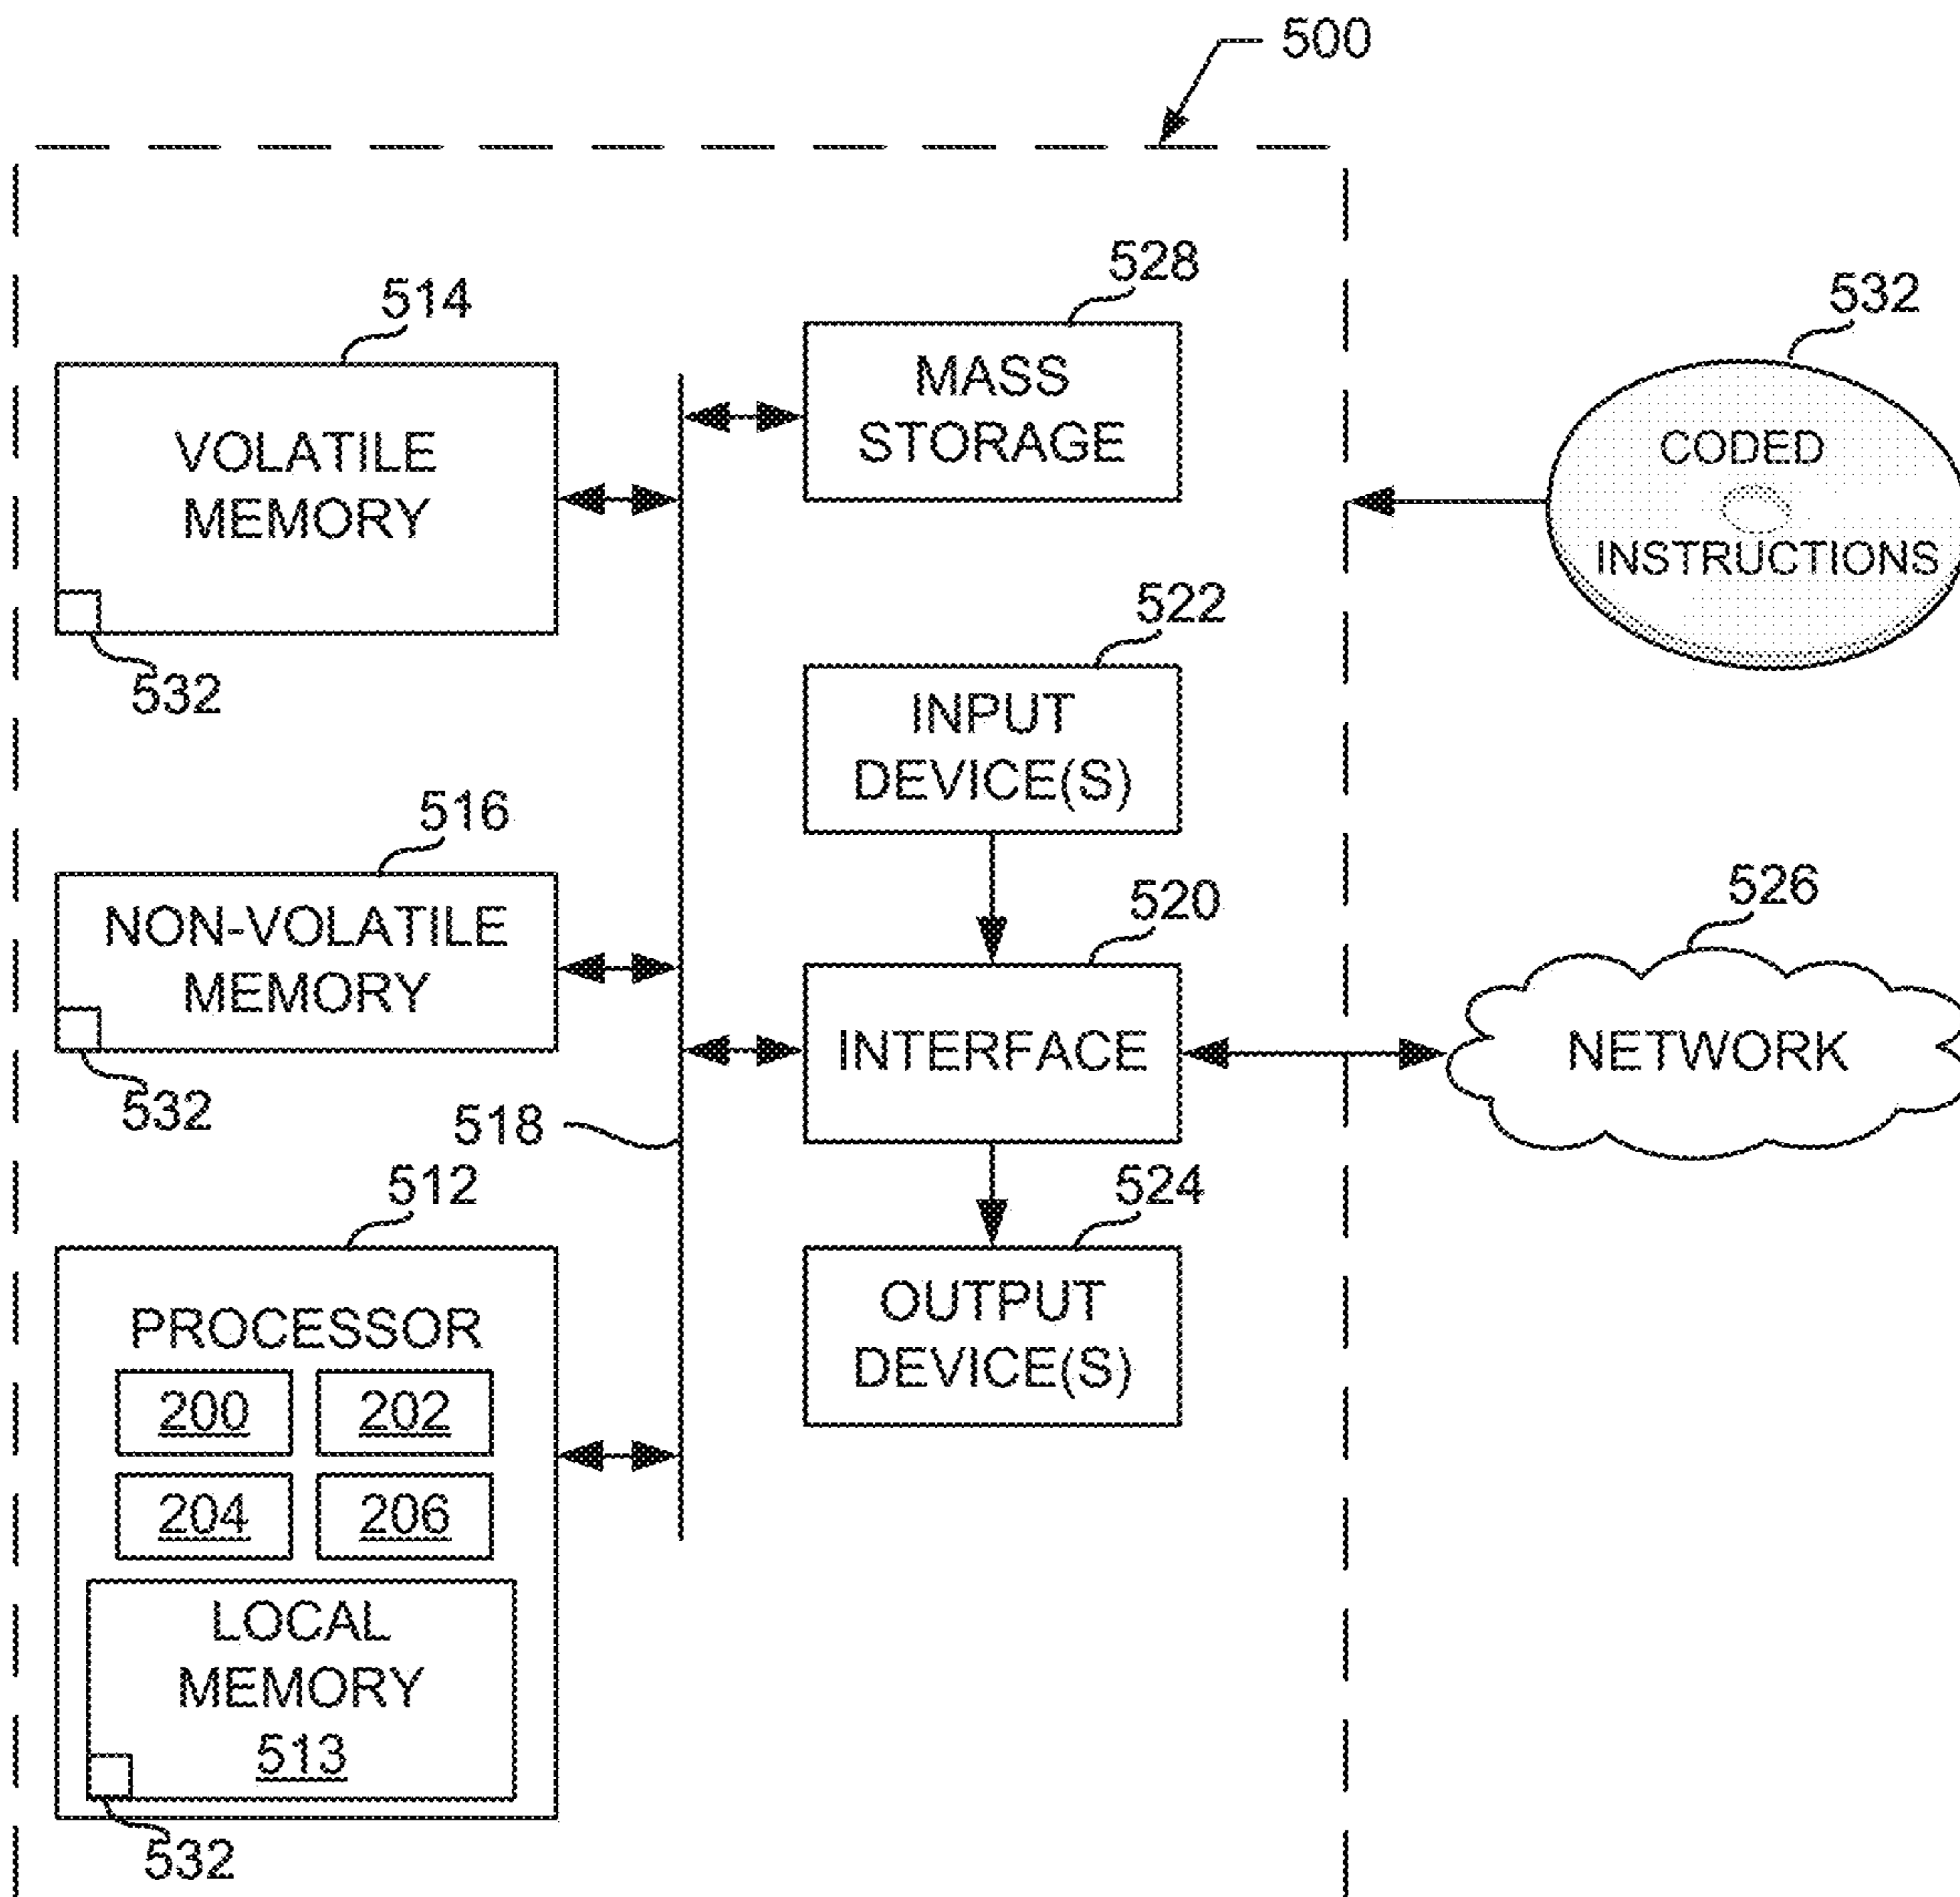 500
514
VOLATILE
MEMORY
532
528
MASS
STORAGE
532
CODED
INSTRUCTIONS
522
INPUT
DEVICE(S)
516
NON-VOLATILE
MEMORY
532
518
520
INTERFACE
526
NETWORK
512
PROCESSOR
200
202
204
206
LOCAL
MEMORY
513
532
524
OUTPUT
DEVICE(S)